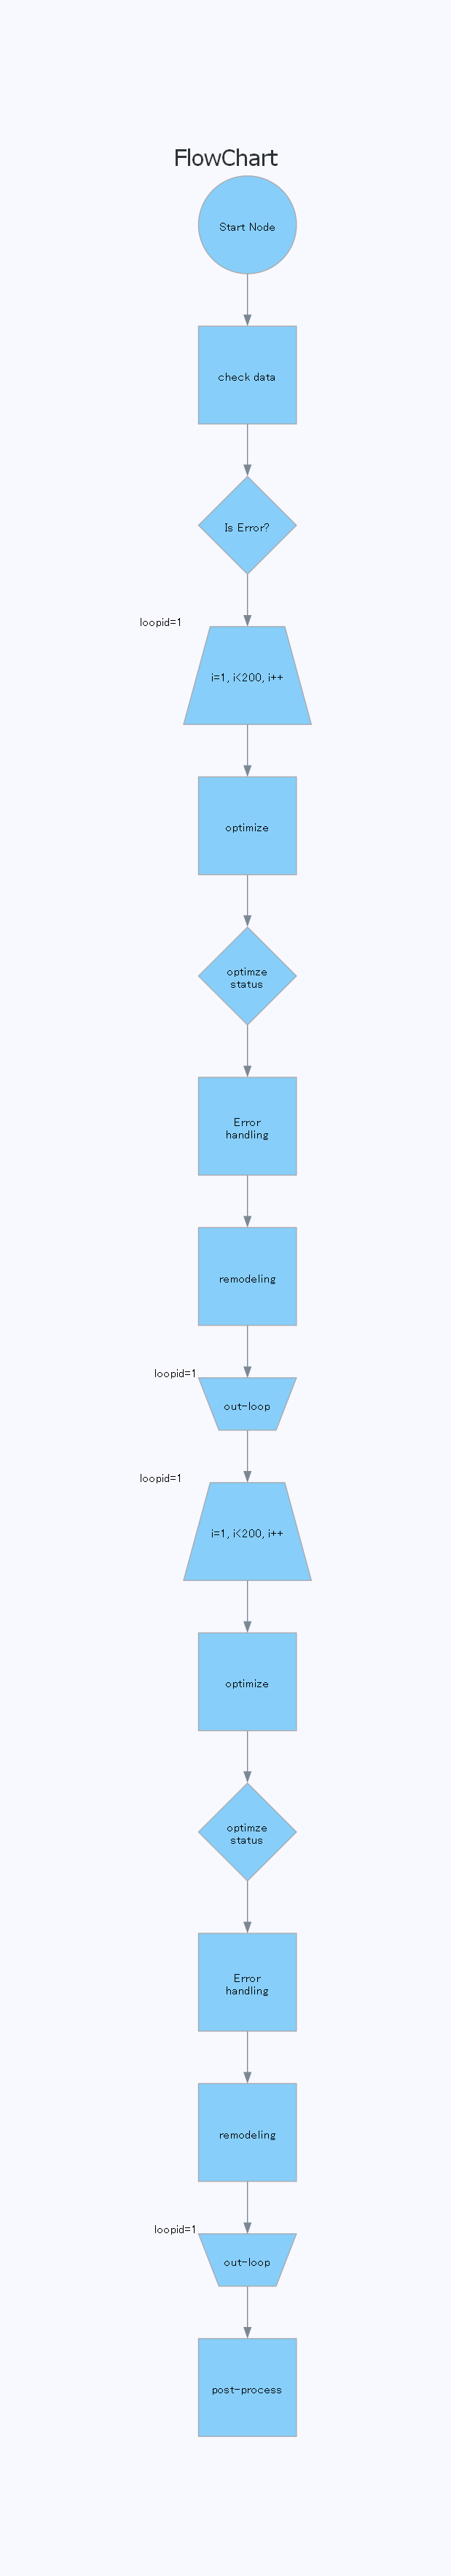 FlowChart
Start Node
check data
Is Error?
loopid=1
i=1, i<200, i++
optimize
optimze
status
Error
handling
remodeling
loopid=1
out-loop
loopid=1
i=1, i<200, i++
optimize
optimze
status
Error
handling
remodeling
loopid=1
out-loop
post-process